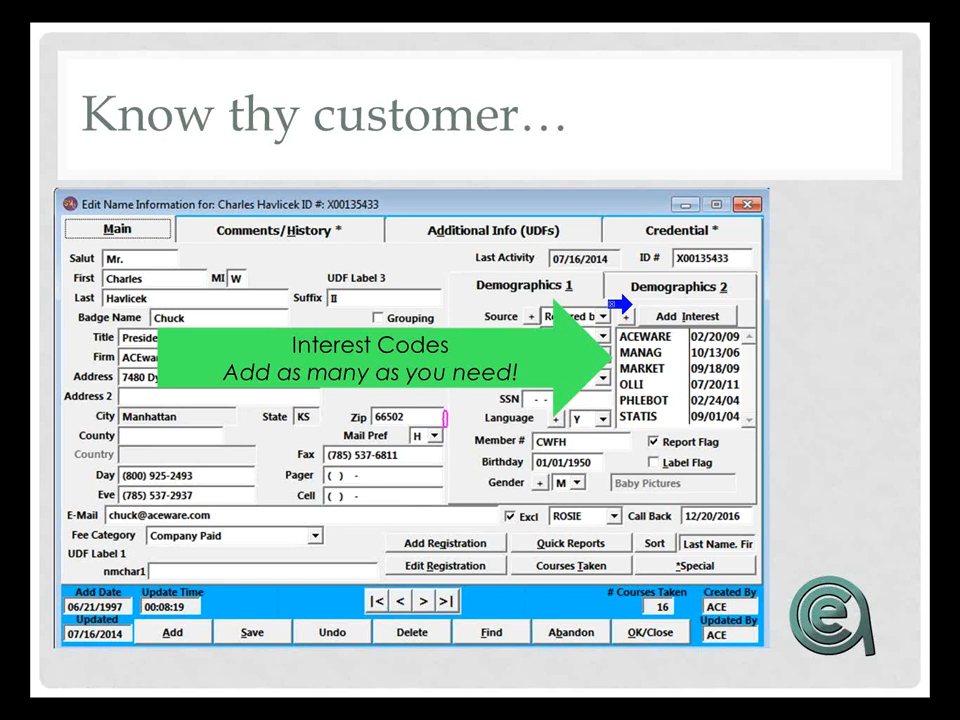 Know thy customer…
Edit Name Information for: Charles Havlicek ID #: X00135433
Main Comments/History * Additional Info (UDFs) Credential *
Salut Mr. Last Activity 07/16/2014 ID # X00135433
First Charles MI W UDF Label 3 Demographics 1 Demographics 2
Last Havlicek Suffix II
Badge Name Chuck Grouping Source + + Add Interest
Title
Firm
Address 7480
Interest Codes
Add as many as you need!
ACEWARE 02/20/09
MANAG 10/13/06
MARKET 09/18/09
OLLI 07/20/11
PHLEBOT 02/24/04
STATIS 09/01/04
Address 2 SSN - -
City Manhattan State KS Zip 66502 Language + Y
County Mail Pref H Member # CWFH Report Flag
Country Fax (785) 537-6811 Birthday 01/01/1950 Label Flag
Day (800) 925-2493 Pager ( ) - Gender + M Baby Pictures
Eve (785) 537-2937 Cell ( ) -
E-Mail chuck@aceware.com Excl ROSIE Call Back 12/20/2016
Fee Category Company Paid Add Registration Quick Reports Sort Last Name. Fir
UDF Label 1
nmchar1 Edit Registration Courses Taken *Special
Add Date Update Time # Courses Taken Created By
06/21/1997 00:08:19 |< < > >| 16 ACE
Updated Updated By
07/16/2014 Add Save Undo Delete Find Abandon OK/Close ACE